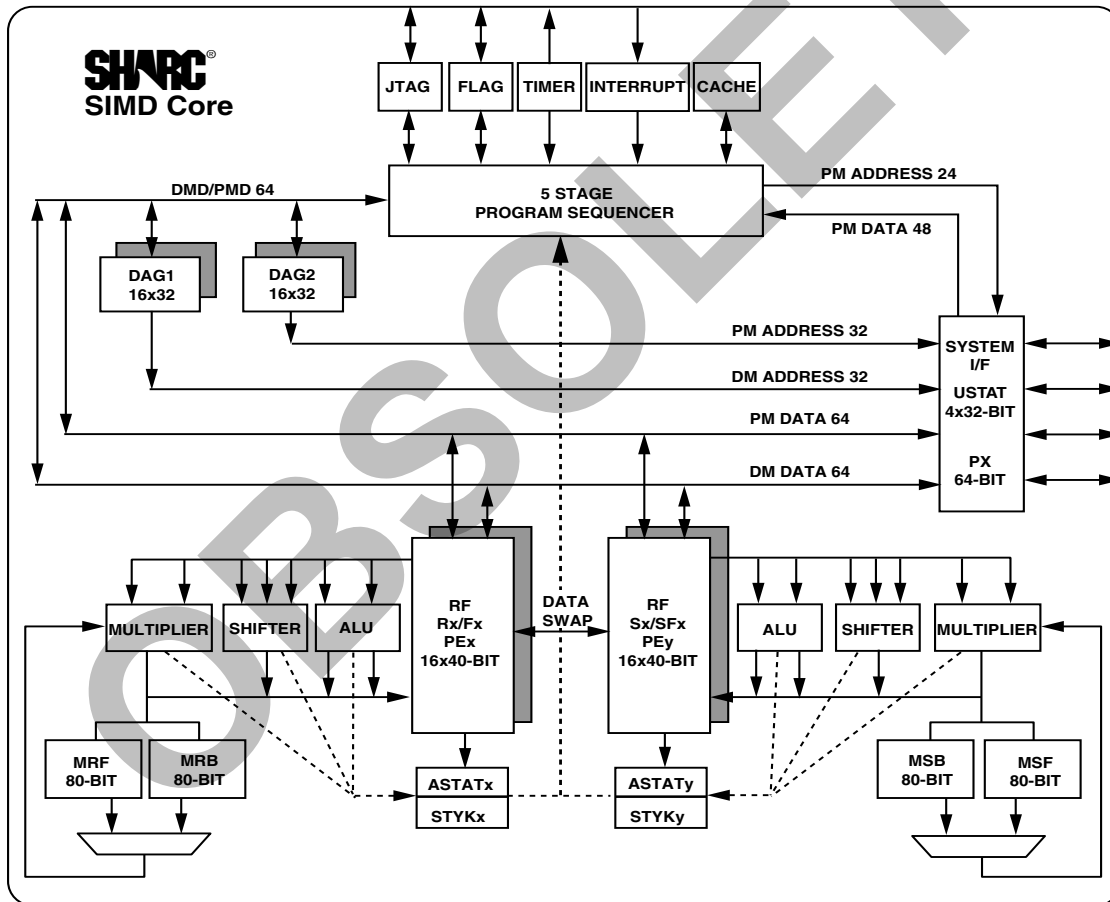 SHARC®
SIMD Core
JTAG
FLAG
TIMER
INTERRUPT
CACHE
DMD/PMD 64
5 STAGE
PROGRAM SEQUENCER
PM ADDRESS 24
PM DATA 48
DAG1
16x32
DAG2
16x32
PM ADDRESS 32
DM ADDRESS 32
PM DATA 64
DM DATA 64
SYSTEM
I/F
USTAT
4x32-BIT
PX
64-BIT
MULTIPLIER
SHIFTER
ALU
RF
Rx/Fx
PEx
16x40-BIT
DATA
SWAP
RF
Sx/SFx
PEy
16x40-BIT
ALU
SHIFTER
MULTIPLIER
MRF
80-BIT
MRB
80-BIT
ASTATx
STYKx
ASTATy
STYKy
MSB
80-BIT
MSF
80-BIT
OBSOLETE